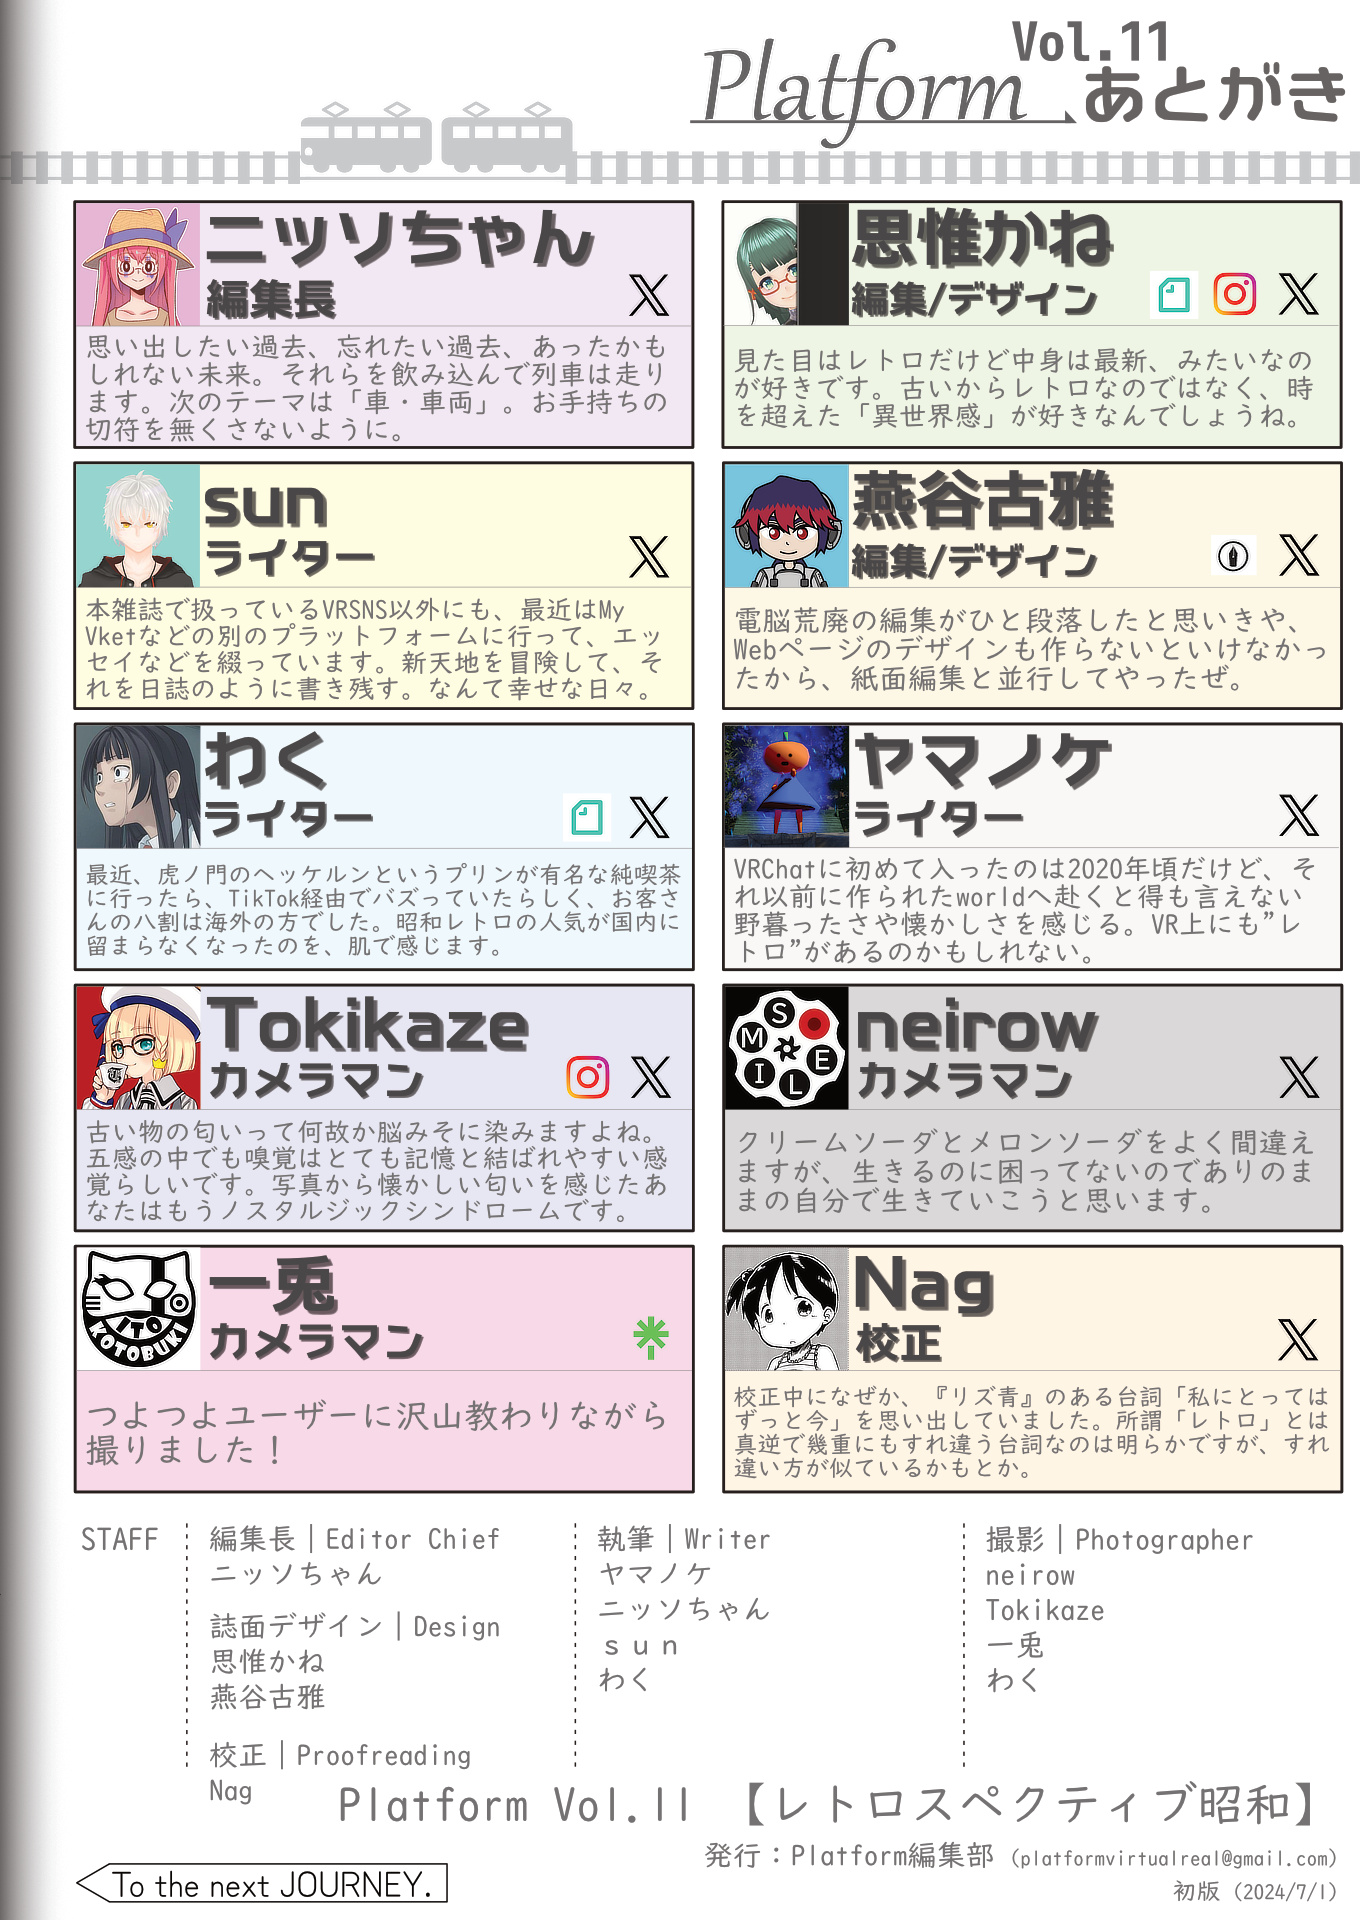 Vol.11
Platform あとがき
ニッソちゃん
編集長
思い出したい過去、忘れたい過去、あったかも
しれない未来。それらを飲み込んで列車は走り
ます。次のテーマは「車・車両」。お手持ちの
切符を無くさないように。
思惟かね
編集/デザイン
見た目はレトロだけど中身は最新、みたいなの
が好きです。古いからレトロなのではなく、時
を超えた「異世界感」が好きなんでしょうね。
sun
ライター
本雑誌で扱っているVRSNS以外にも、最近はMy
Vketなどの別のプラットフォームに行って、エッ
セイなどを綴っています。新天地を冒険して、そ
れを日誌のように書き残す。なんて幸せな日々。
燕谷古雅
編集/デザイン
電脳荒廃の編集がひと段落したと思いきや、
Webページのデザインも作らないといけなかっ
たから、紙面編集と並行してやったぜ。
わく
ライター
最近、虎ノ門のヘッケルンというプリンが有名な純喫茶
に行ったら、TikTok経由でバズっていたらしく、お客さ
んの八割は海外の方でした。昭和レトロの人気が国内に
留まらなくなったのを、肌で感じます。
ヤマノケ
ライター
VRChatに初めて入ったのは2020年頃だけど、そ
れ以前に作られたworldへ赴くと得も言えない
野暮ったさや懐かしさを感じる。VR上にも”レ
トロ”があるのかもしれない。
Tokikaze
カメラマン
古い物の匂いって何故か脳みそに染みますよね。
五感の中でも嗅覚はとても記憶と結ばれやすい感
覚らしいです。写真から懐かしい匂いを感じたあ
なたはもうノスタルジックシンドロームです。
SMILE
neirow
カメラマン
クリームソーダとメロンソーダをよく間違え
ますが、生きるのに困ってないのでありのま
まの自分で生きていこうと思います。
ITO
KOTOBUKI
一兎
カメラマン
つよつよユーザーに沢山教わりながら
撮りました！
Nag
校正
校正中になぜか、『リズ青』のある台詞「私にとっては
ずっと今」を思い出していました。所謂「レトロ」とは
真逆で幾重にもすれ違う台詞なのは明らかですが、すれ
違い方が似ているかもとか。
STAFF
編集長｜Editor Chief
ニッソちゃん
誌面デザイン｜Design
思惟かね
燕谷古雅
校正｜Proofreading
Nag
執筆｜Writer
ヤマノケ
ニッソちゃん
ｓｕｎ
わく
撮影｜Photographer
neirow
Tokikaze
一兎
わく
Platform Vol.11 【レトロスペクティブ昭和】
発行：Platform編集部 (platformvirtualreal@gmail.com)
初版 (2024/7/1)
To the next JOURNEY.